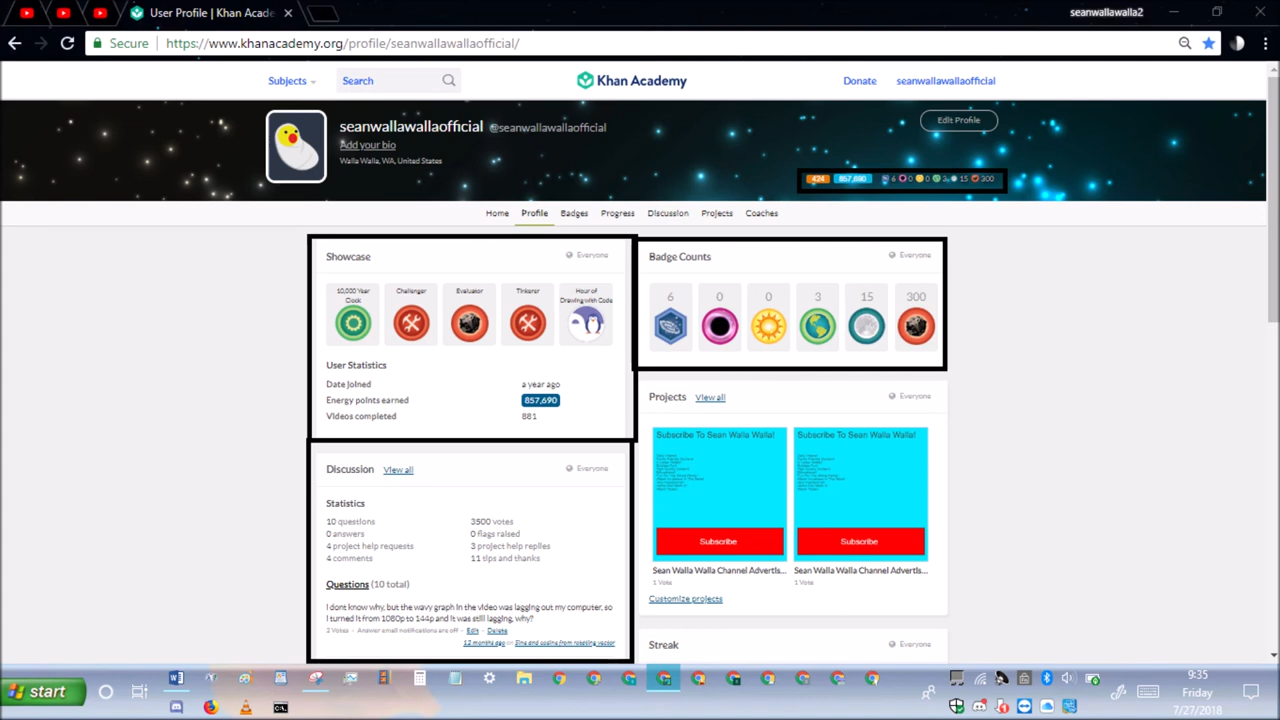 User Profile | Khan Acade
seanwallawalla2
Secure
https://www.khanacademy.org/profile/seanwallawallaofficial/
Subjects
Search
Khan Academy
Donate
seanwallawallaofficial
seanwallawallaofficial @seanwallawallaofficial
Add your bio
Walla Walla, WA, United States
Edit Profile
424 857,690 6 0 0 3 15 300
Home Profile Badges Progress Discussion Projects Coaches
Showcase
Everyone
10,000 Year Clock
Challenger
Evaluator
Tinkerer
Hour of Drawing with Code
User Statistics
Date Joined a year ago
Energy points earned 857,690
Videos completed 881
Badge Counts
Everyone
6 0 0 3 15 300
Discussion View all
Everyone
Statistics
10 questions 3500 votes
0 answers 0 flags raised
4 project help requests 3 project help replies
4 comments 11 tips and thanks
Questions (10 total)
I dont know why, but the wavy graph in the video was lagging out my computer, so
I turned it from 1080p to 144p and it was still lagging, why?
2 Votes · Answer email notifications are off · Edit · Delete
12 months ago on Sine and cosine from rotating vector
Projects View all
Everyone
Subscribe To Sean Walla Walla!
Subscribe
Sean Walla Walla Channel Advertis...
1 Vote
Subscribe To Sean Walla Walla!
Subscribe
Sean Walla Walla Channel Advertis...
1 Vote
Customize projects
Streak
Everyone
start
9:35
Friday
7/27/2018